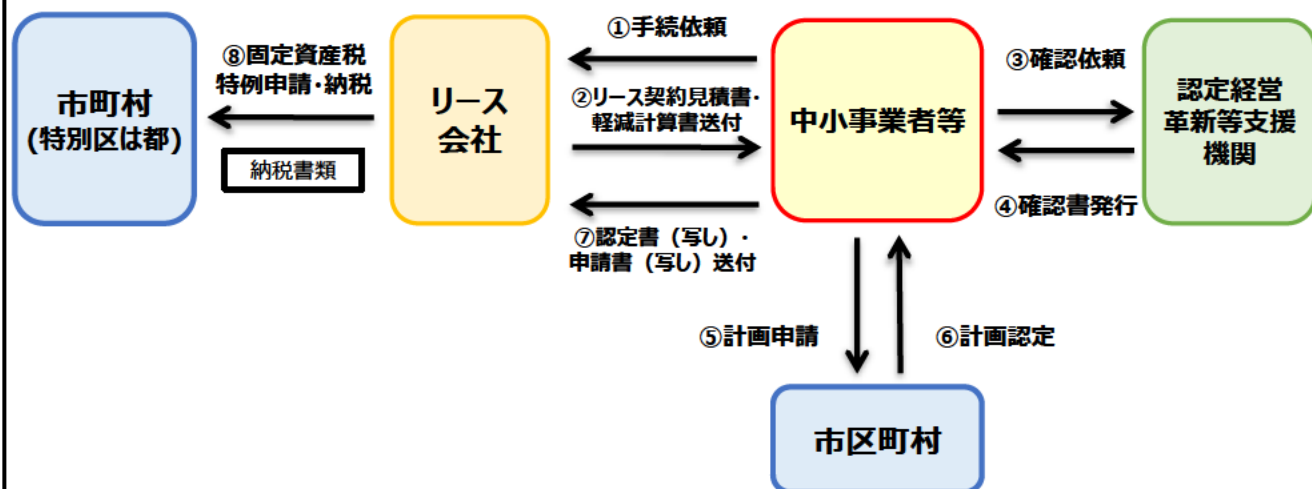 ①手続依頼
⑧固定資産税
特例申請・納税
③確認依頼
市町村
(特別区は都)
リース
会社
②リース契約見積書・
軽減計算書送付
中小事業者等
認定経営
革新等支援
機関
納税書類
④確認書発行
⑦認定書（写し）・
申請書（写し）送付
⑤計画申請
⑥計画認定
市区町村